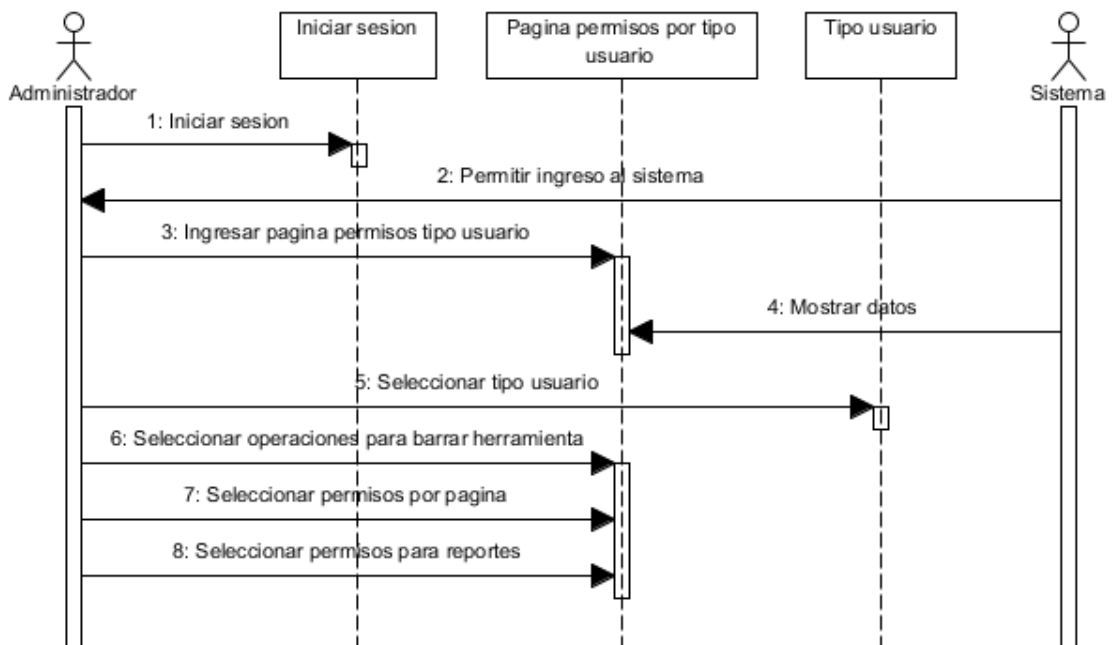 Iniciar sesion
Pagina permisos por tipo
usuario
Tipo usuario
Administrador
Sistema
1: Iniciar sesion
2: Permitir ingreso al sistema
3: Ingresar pagina permisos tipo usuario
4: Mostrar datos
5: Seleccionar tipo usuario
6: Seleccionar operaciones para barrar herramienta
7: Seleccionar permisos por pagina
8: Seleccionar permisos para reportes